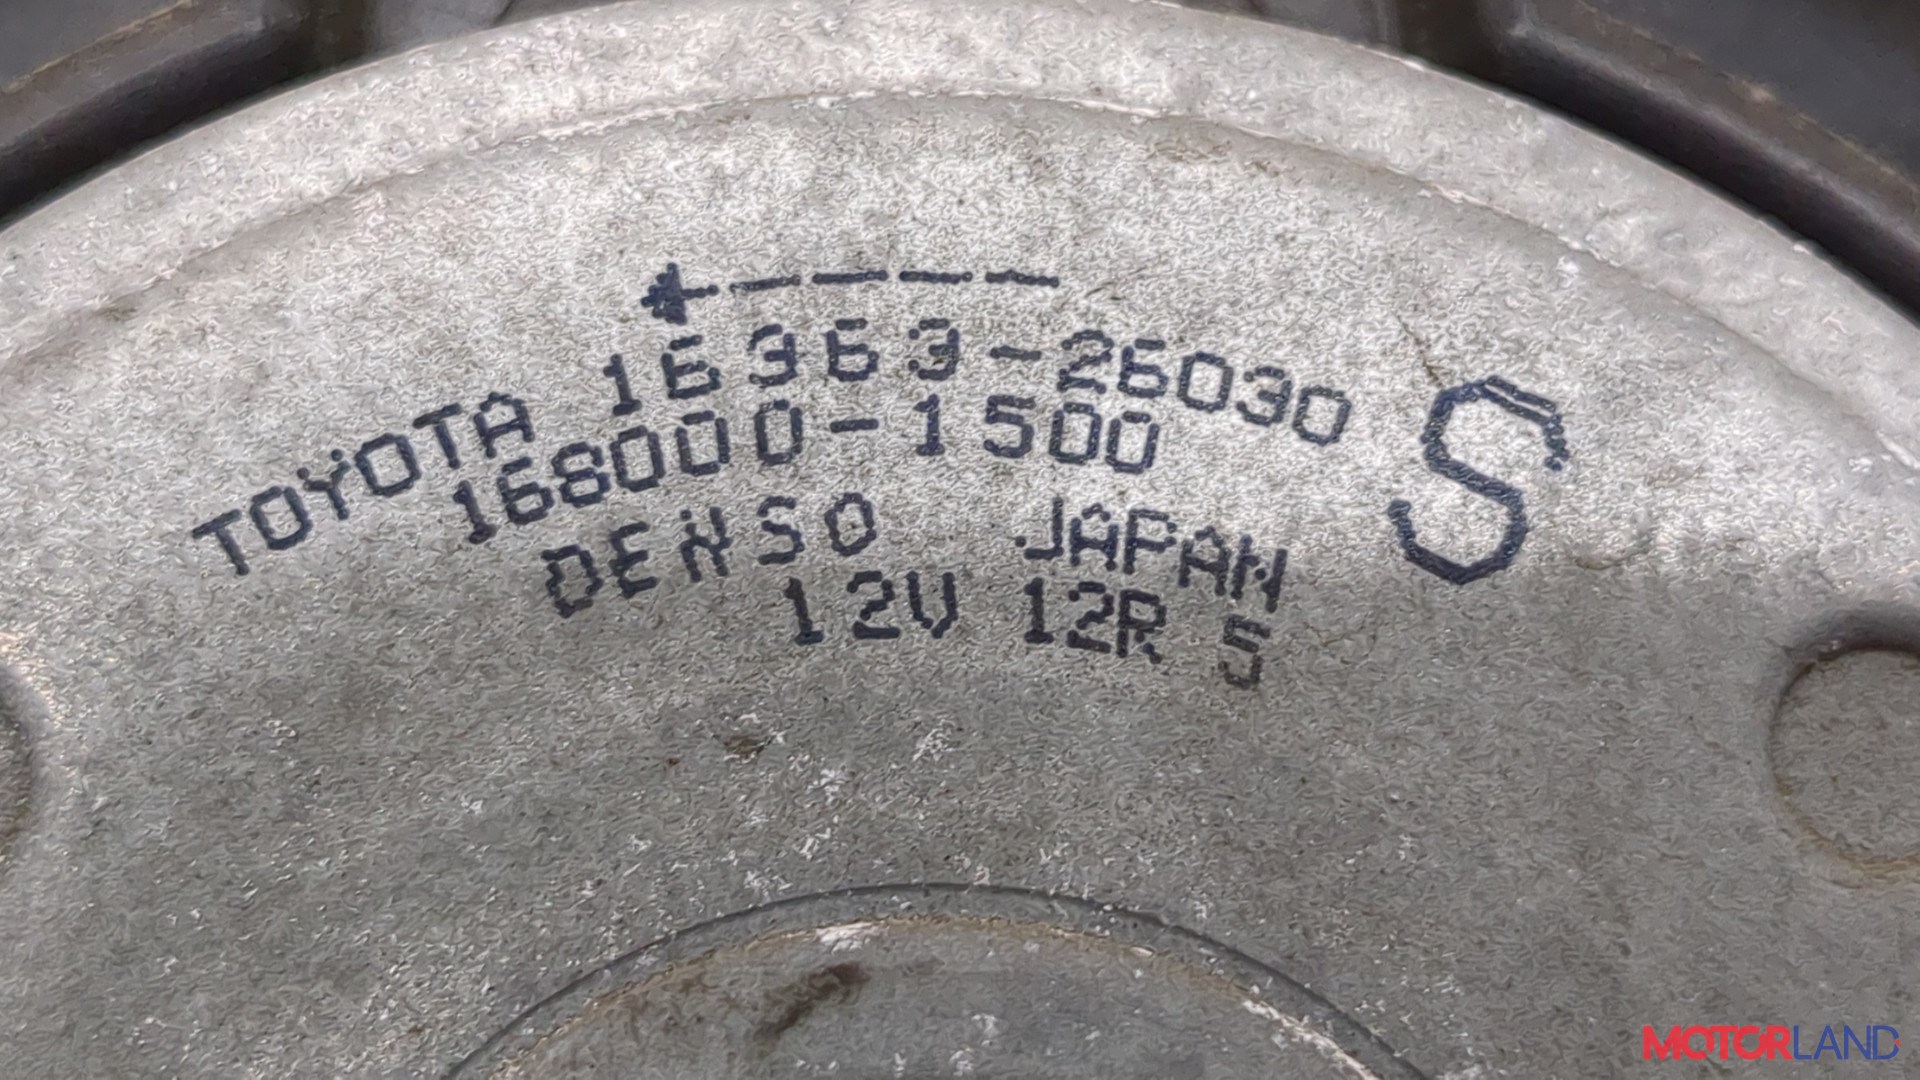 TOYOTA 16363-26030
168000-1500
S
DENSO JAPAN
12V 12R 5
MOTORLAND